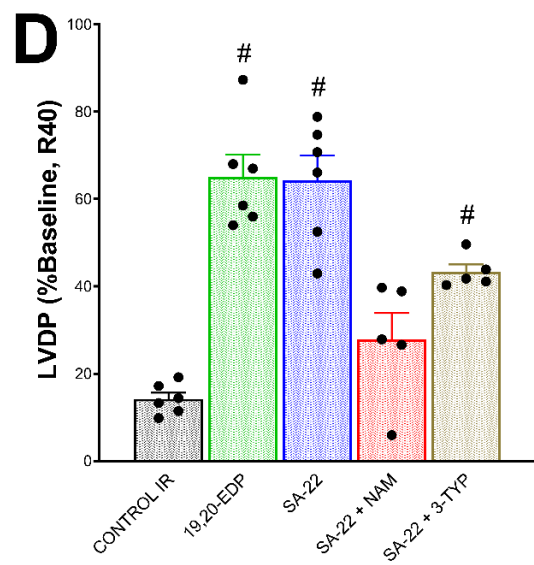 D
LVDP (%Baseline, R40)
100
80
60
40
20
0
#
#
#
CONTROL IR
19,20-EDP
SA-22
SA-22 + NAM
SA-22 + 3-TYP